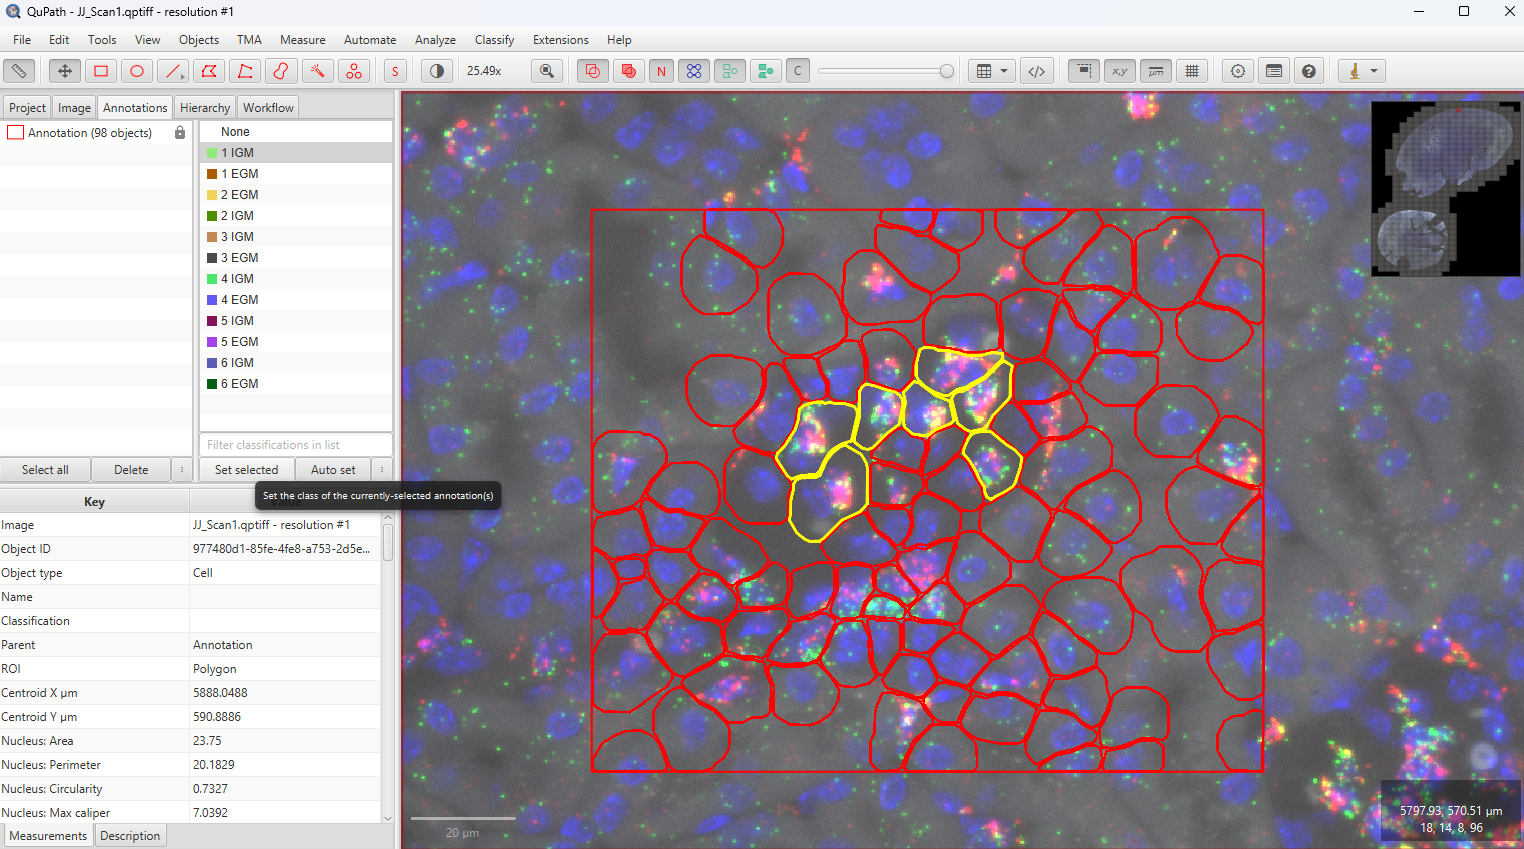 QuPath - JJ_Scan1.qptiff - resolution #1
File Edit Tools View Objects TMA Measure Automate Analyze Classify Extensions Help
S 25.49x N C x,y µm
Project Image Annotations Hierarchy Workflow
Annotation (98 objects)
None
1 IGM
1 EGM
2 EGM
2 IGM
3 IGM
3 EGM
4 IGM
4 EGM
5 IGM
5 EGM
6 IGM
6 EGM
Filter classifications in list
Select all Delete Set selected Auto set
Set the class of the currently-selected annotation(s)
Key
Image JJ_Scan1.qptiff - resolution #1
Object ID 977480d1-85fe-4fe8-a753-2d5e...
Object type Cell
Name
Classification
Parent Annotation
ROI Polygon
Centroid X µm 5888.0488
Centroid Y µm 590.8886
Nucleus: Area 23.75
Nucleus: Perimeter 20.1829
Nucleus: Circularity 0.7327
Nucleus: Max caliper 7.0392
Measurements Description
20 µm
5797.93, 570.51 µm
18, 14, 8, 96